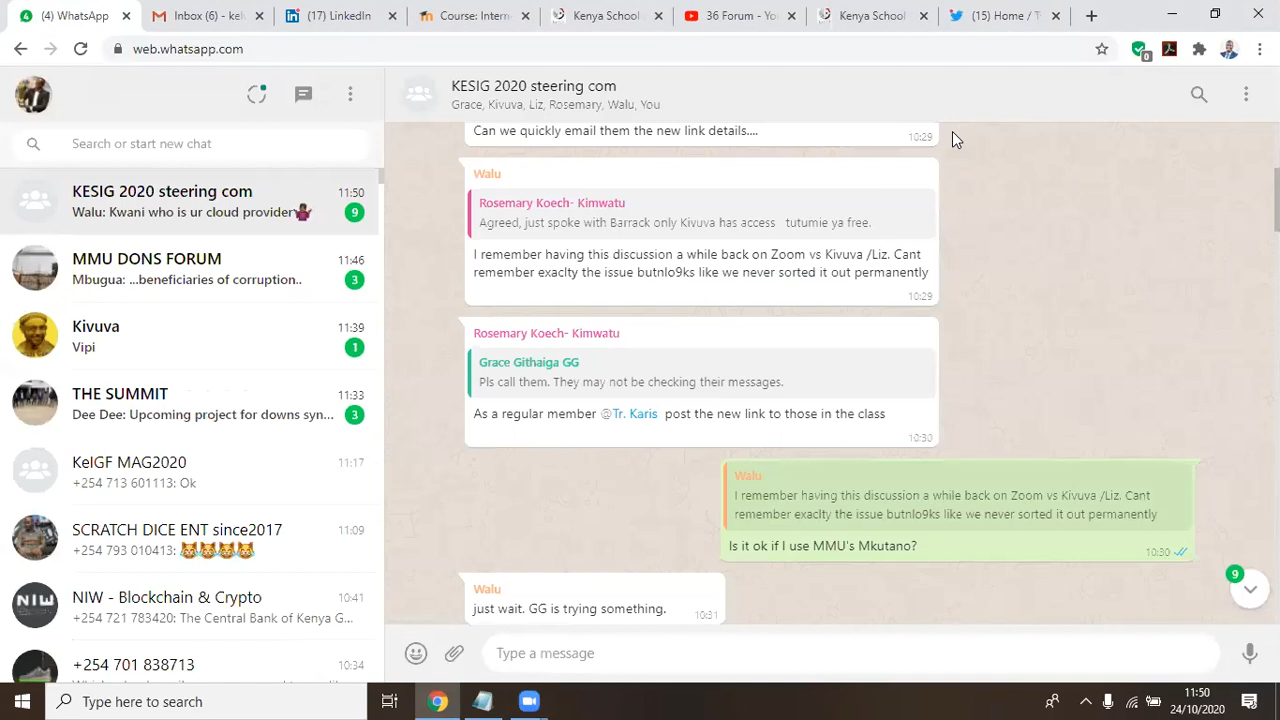 (4) WhatsApp
Inbox (6) - kel
(17) LinkedIn
Course: Intern
Kenya School
36 Forum - Yo
Kenya School
(15) Home / T
web.whatsapp.com
0
Search or start new chat
KESIG 2020 steering com
11:50
Walu: Kwani who is ur cloud provider
9
MMU DONS FORUM
11:46
Mbugua: ...beneficiaries of corruption..
3
Kivuva
11:39
Vipi
1
THE SUMMIT
11:33
Dee Dee: Upcoming project for downs syn...
3
KeIGF MAG2020
11:17
+254 713 601113: Ok
SCRATCH DICE ENT since2017
11:09
+254 793 010413:
NIW - Blockchain & Crypto
10:41
+254 721 783420: The Central Bank of Kenya G...
+254 701 838713
10:34
KESIG 2020 steering com
Grace, Kivuva, Liz, Rosemary, Walu, You
Can we quickly email them the new link details....
10:29
Walu
Rosemary Koech- Kimwatu
Agreed, just spoke with Barrack only Kivuva has access tutumie ya free.
I remember having this discussion a while back on Zoom vs Kivuva /Liz. Cant
remember exaclty the issue butnlo9ks like we never sorted it out permanently
10:29
Rosemary Koech- Kimwatu
Grace Githaiga GG
Pls call them. They may not be checking their messages.
As a regular member @Tr. Karis post the new link to those in the class
10:30
Walu
I remember having this discussion a while back on Zoom vs Kivuva /Liz. Cant
remember exaclty the issue butnlo9ks like we never sorted it out permanently
Is it ok if I use MMU's Mkutano?
10:30
Walu
just wait. GG is trying something.
10:31
9
Type a message
Type here to search
11:50
24/10/2020